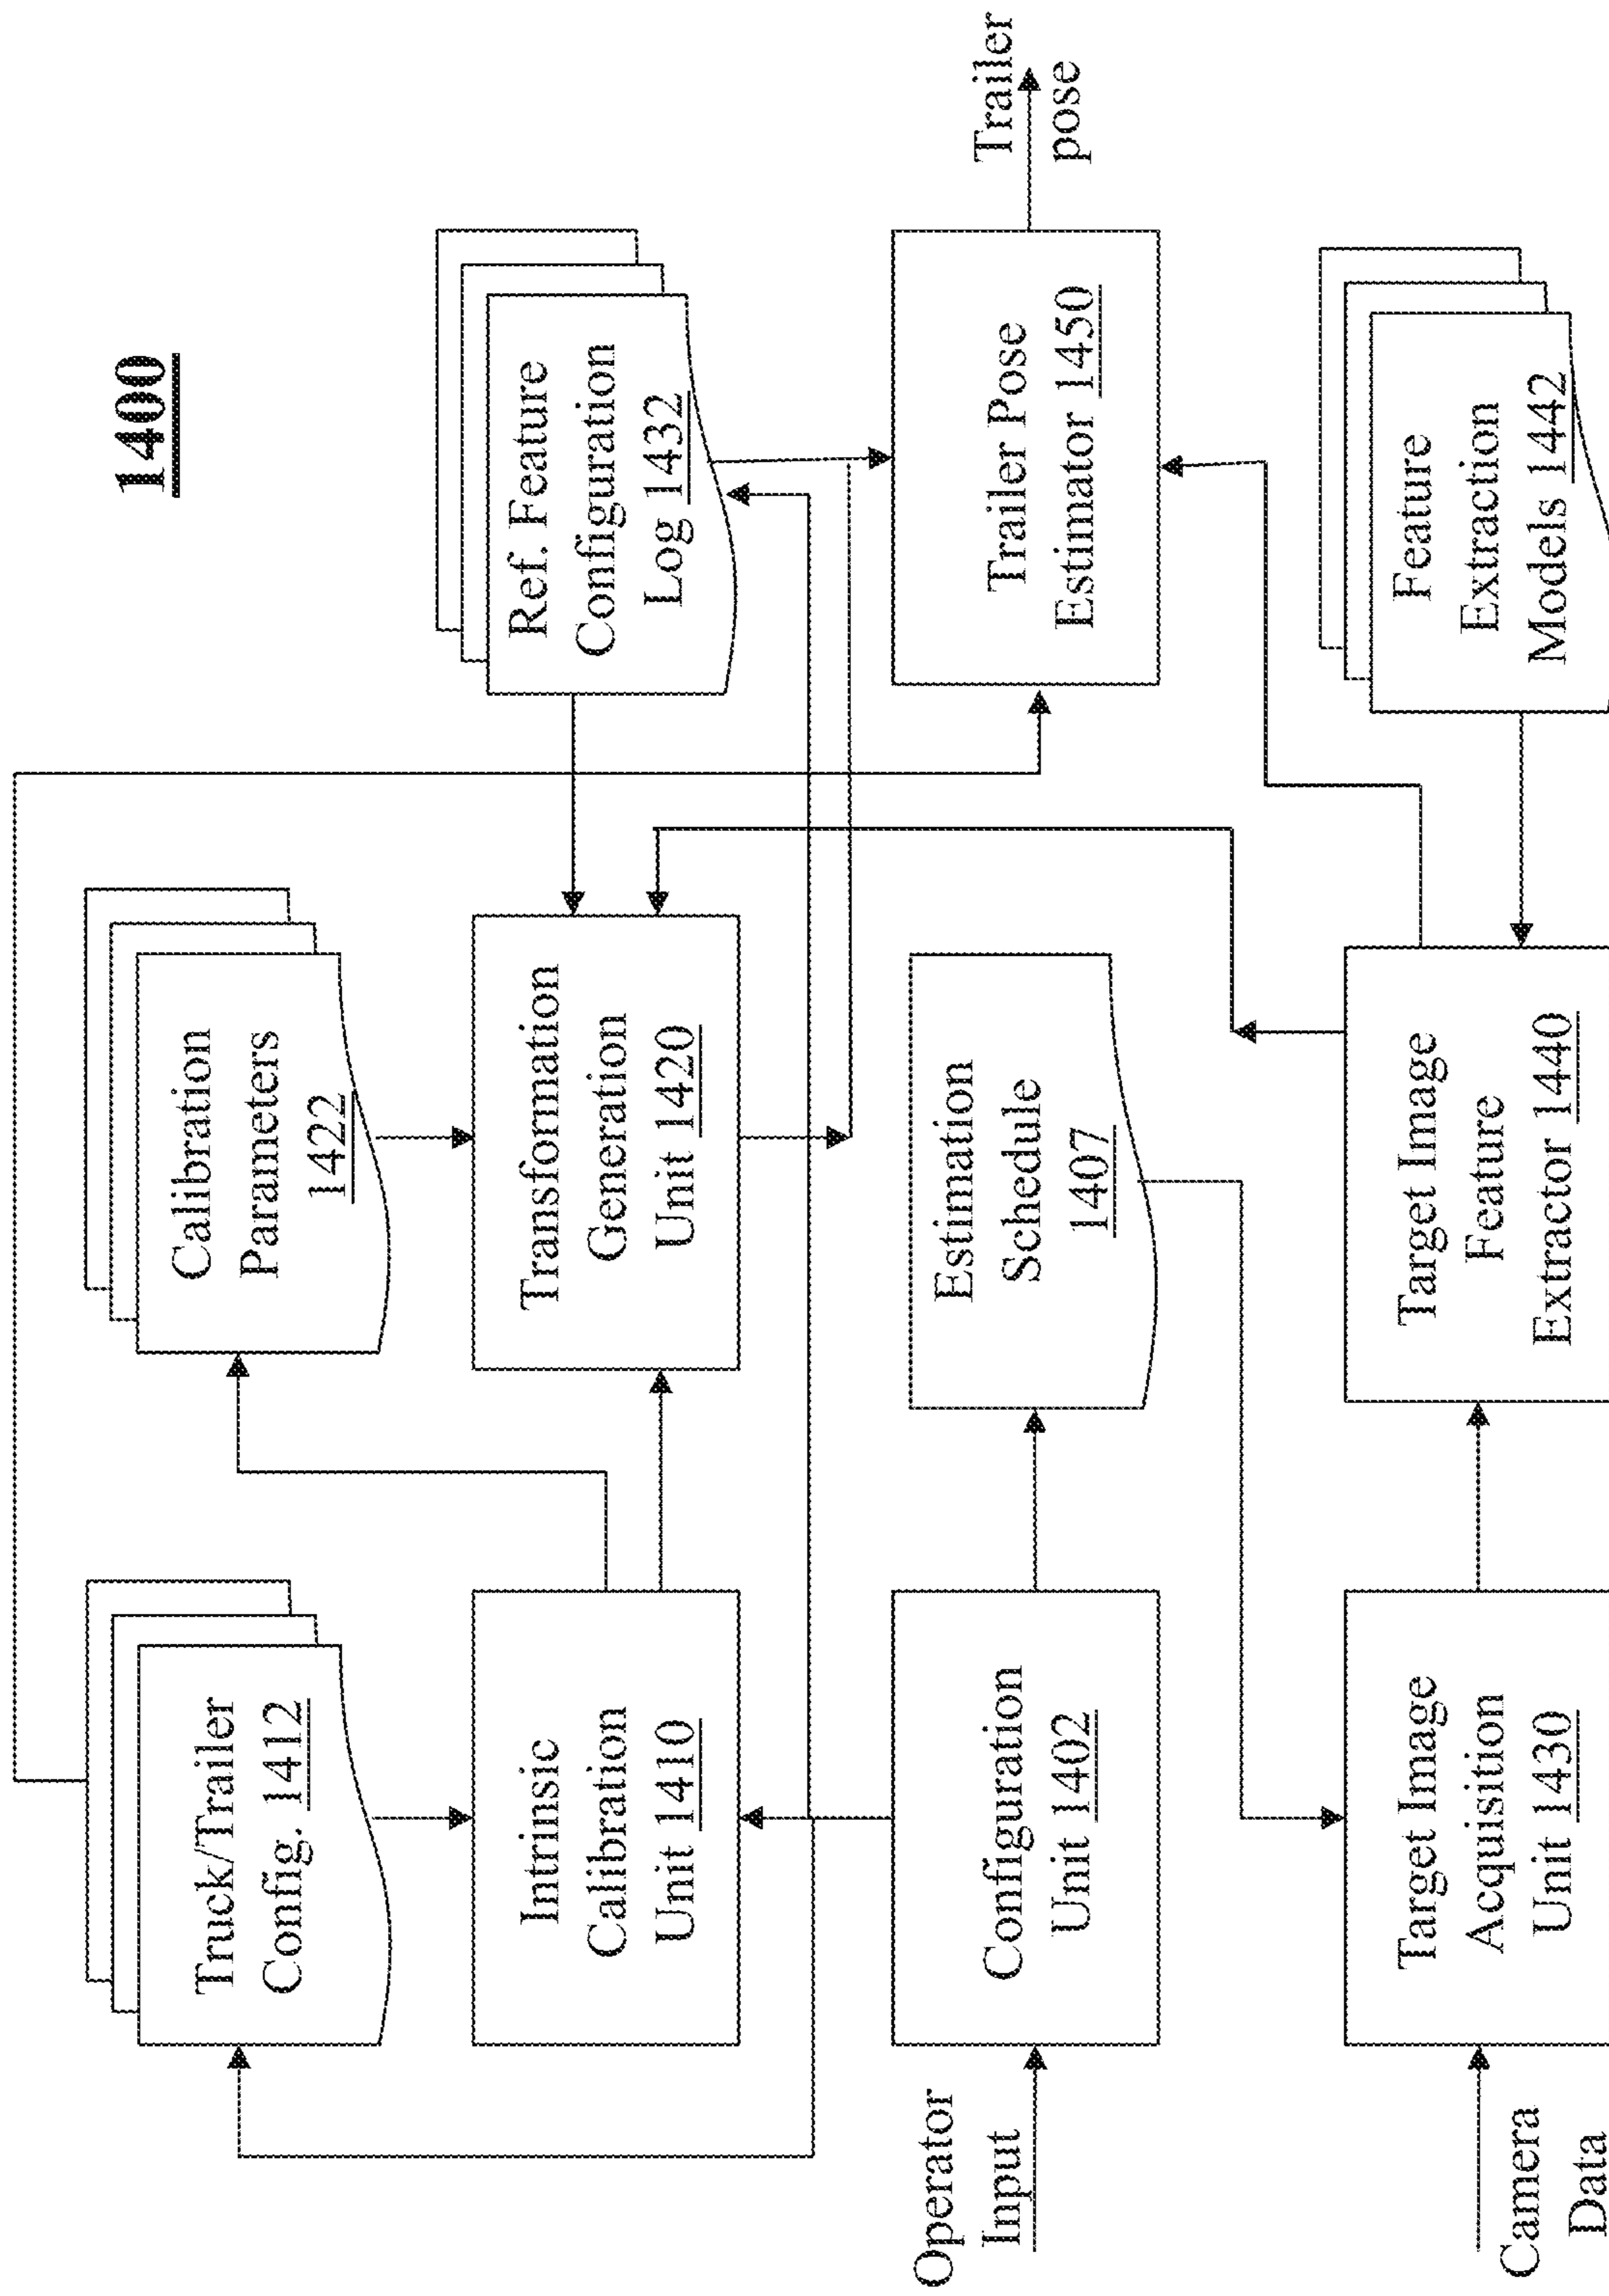 1400
Truck/Trailer
Config. 1412
Calibration
Parameters
1422
Ref. Feature
Configuration
Log 1432
Intrinsic
Calibration
Unit 1410
Transformation
Generation
Unit 1420
Operator
Input
Configuration
Unit 1402
Estimation
Schedule
1407
Trailer Pose
Estimator 1450
Trailer
pose
Camera
Data
Target Image
Acquisition
Unit 1430
Target Image
Feature
Extractor 1440
Feature
Extraction
Models 1442